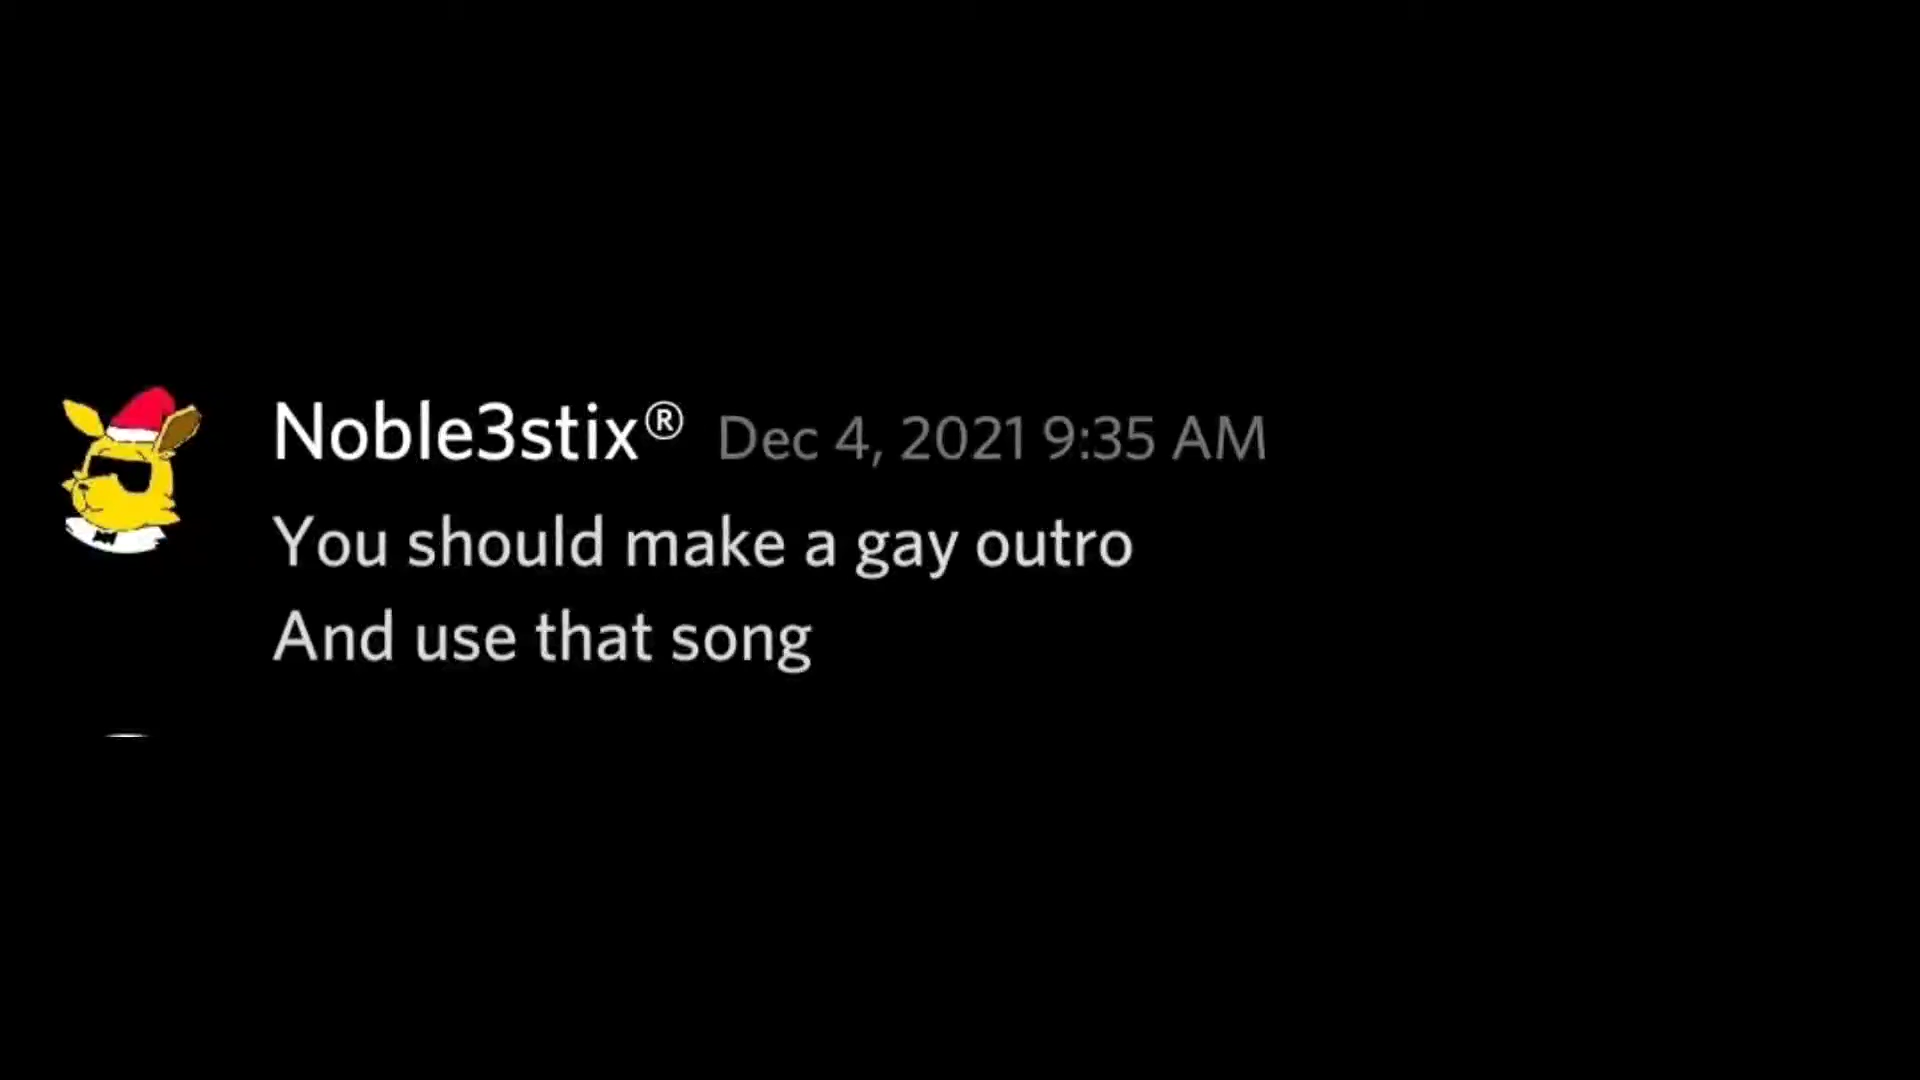 Noble3stix® Dec 4, 2021 9:35 AM
You should make a gay outro
And use that song